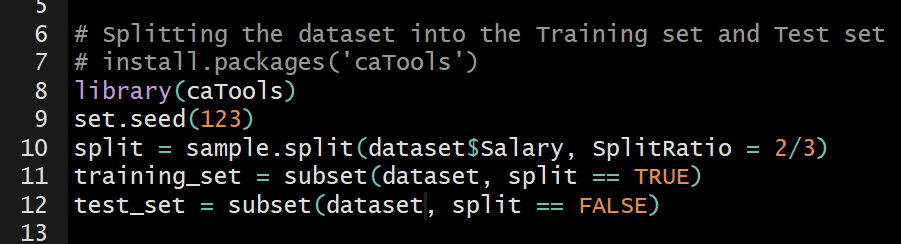 5
6 # Splitting the dataset into the Training set and Test set
7 # install.packages('caTools')
8 library(caTools)
9 set.seed(123)
10 split = sample.split(dataset$Salary, SplitRatio = 2/3)
11 training_set = subset(dataset, split == TRUE)
12 test_set = subset(dataset, split == FALSE)
13